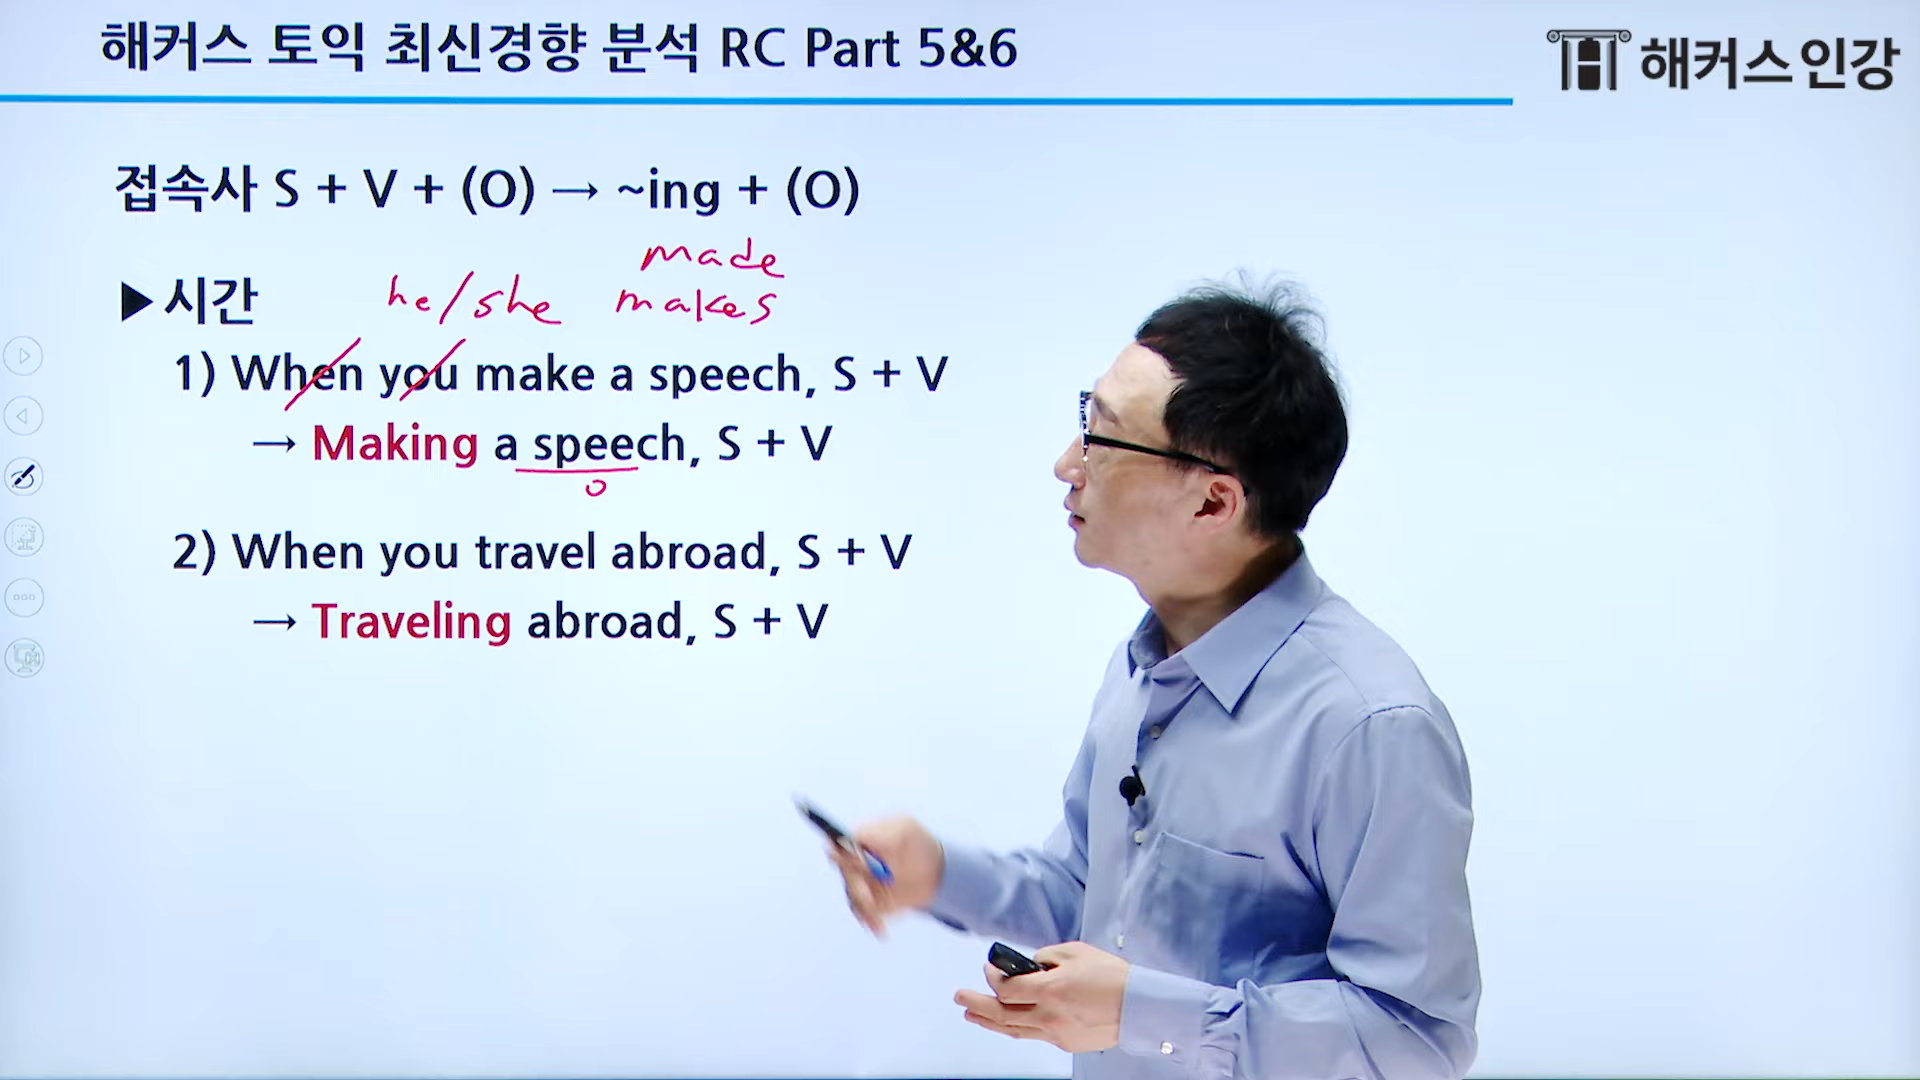 해커스 토익 최신경향 분석 RC Part 5&6
해커스인강
접속사 S + V + (O) → ~ing + (O)
made
▶시간 he/she makes
1) When you make a speech, S + V
→ Making a speech, S + V
o
2) When you travel abroad, S + V
→ Traveling abroad, S + V